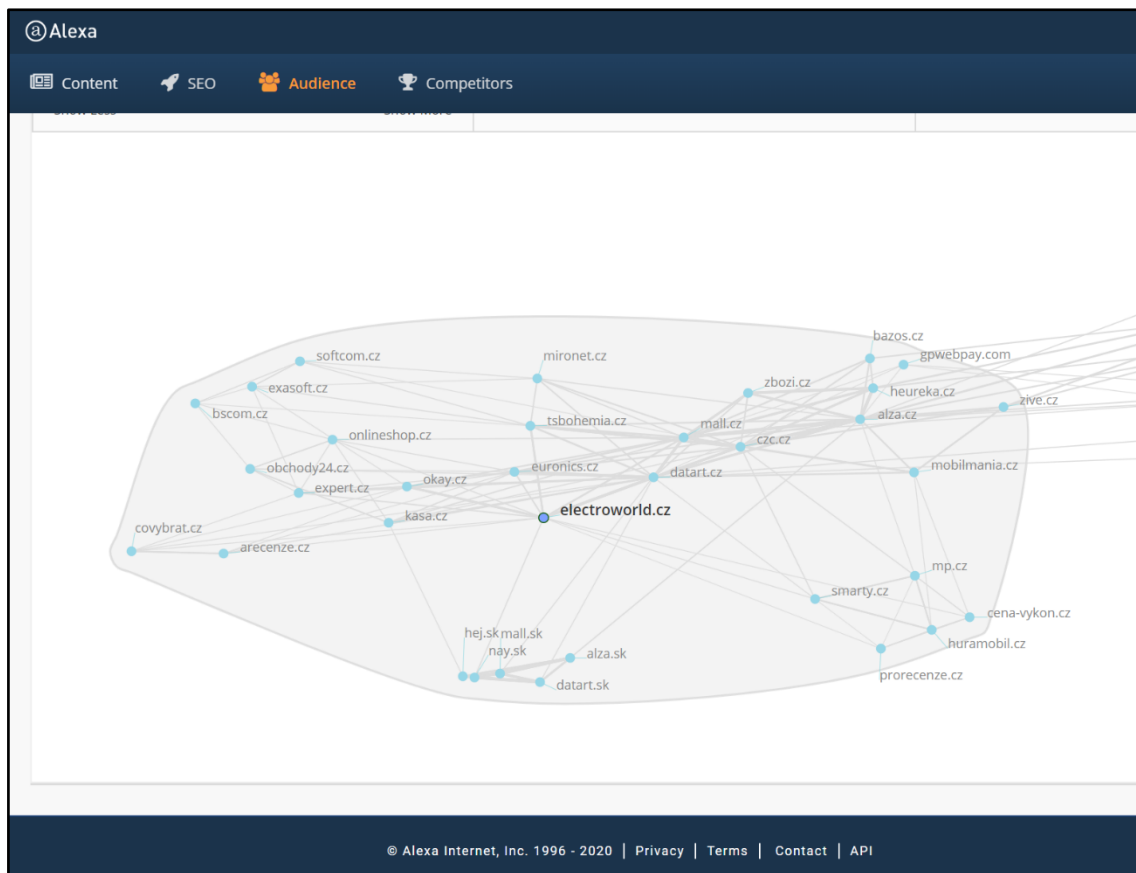 @Alexa
Content SEO Audience Competitors
bazos.cz
softcom.cz mironet.cz gpwebpay.com
zbozi.cz
exasoft.cz heureka.cz
zive.cz
bscom.cz tsbohemia.cz mall.cz alza.cz
onlineshop.cz czc.cz
obchody24.cz euronics.cz mobilmania.cz
okay.cz datart.cz
expert.cz
electroworld.cz
kasa.cz
covybrat.cz
arecenze.cz
mp.cz
smarty.cz
cena-vykon.cz
hej.sk mall.sk
huramobil.cz
nay.sk alza.sk
prorecenze.cz
datart.sk
© Alexa Internet, Inc. 1996 - 2020 | Privacy | Terms | Contact | API